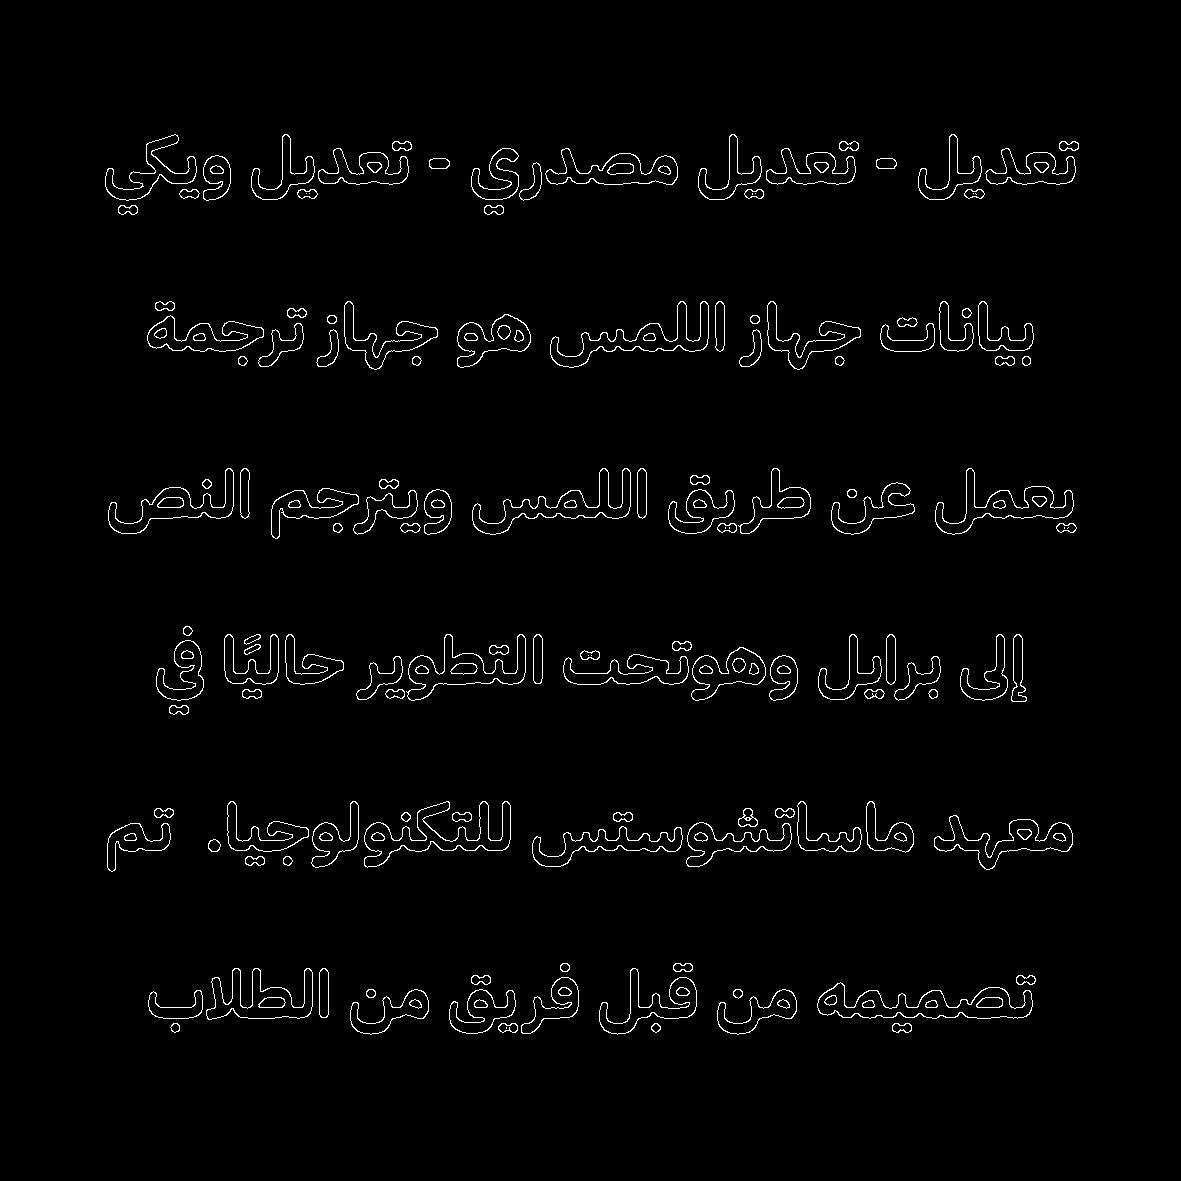 تعديل - تعديل مصدري - تعديل ويكي
بيانات جهاز اللمس هو جهاز ترجمة
يعمل عن طريق اللمس ويترجم النص
إلى برايل وهوتحت التطوير حاليًا في
معهد ماساتشوستس للتكنولوجيا.  تم
تصميمه من قبل فريق من الطلاب